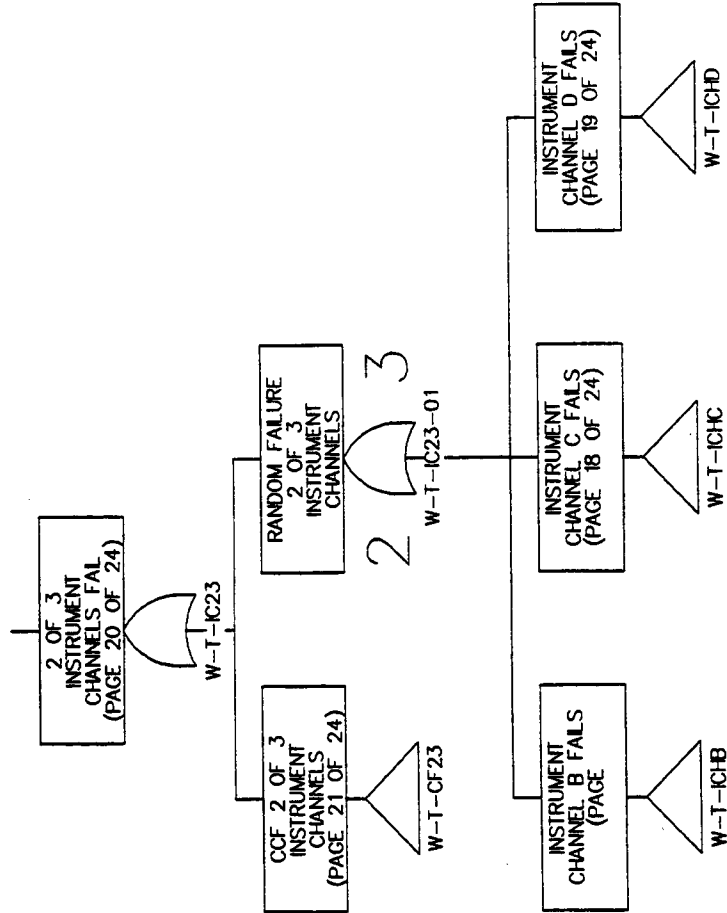 2 OF 3
INSTRUMENT
CHANNELS FAIL
(PAGE 20 OF 24)
W-T-IC23
CCF 2 OF 3
INSTRUMENT
CHANNELS
(PAGE 21 OF 24)
W-T-CF23
RANDOM FAILURE
2 OF 3
INSTRUMENT
CHANNELS
2 3
W-T-IC23-01
INSTRUMENT
CHANNEL B FAILS
(PAGE
W-T-ICHB
INSTRUMENT
CHANNEL C FAILS
(PAGE 18 OF 24)
W-T-ICHC
INSTRUMENT
CHANNEL D FAILS
(PAGE 19 OF 24)
W-T-ICHD